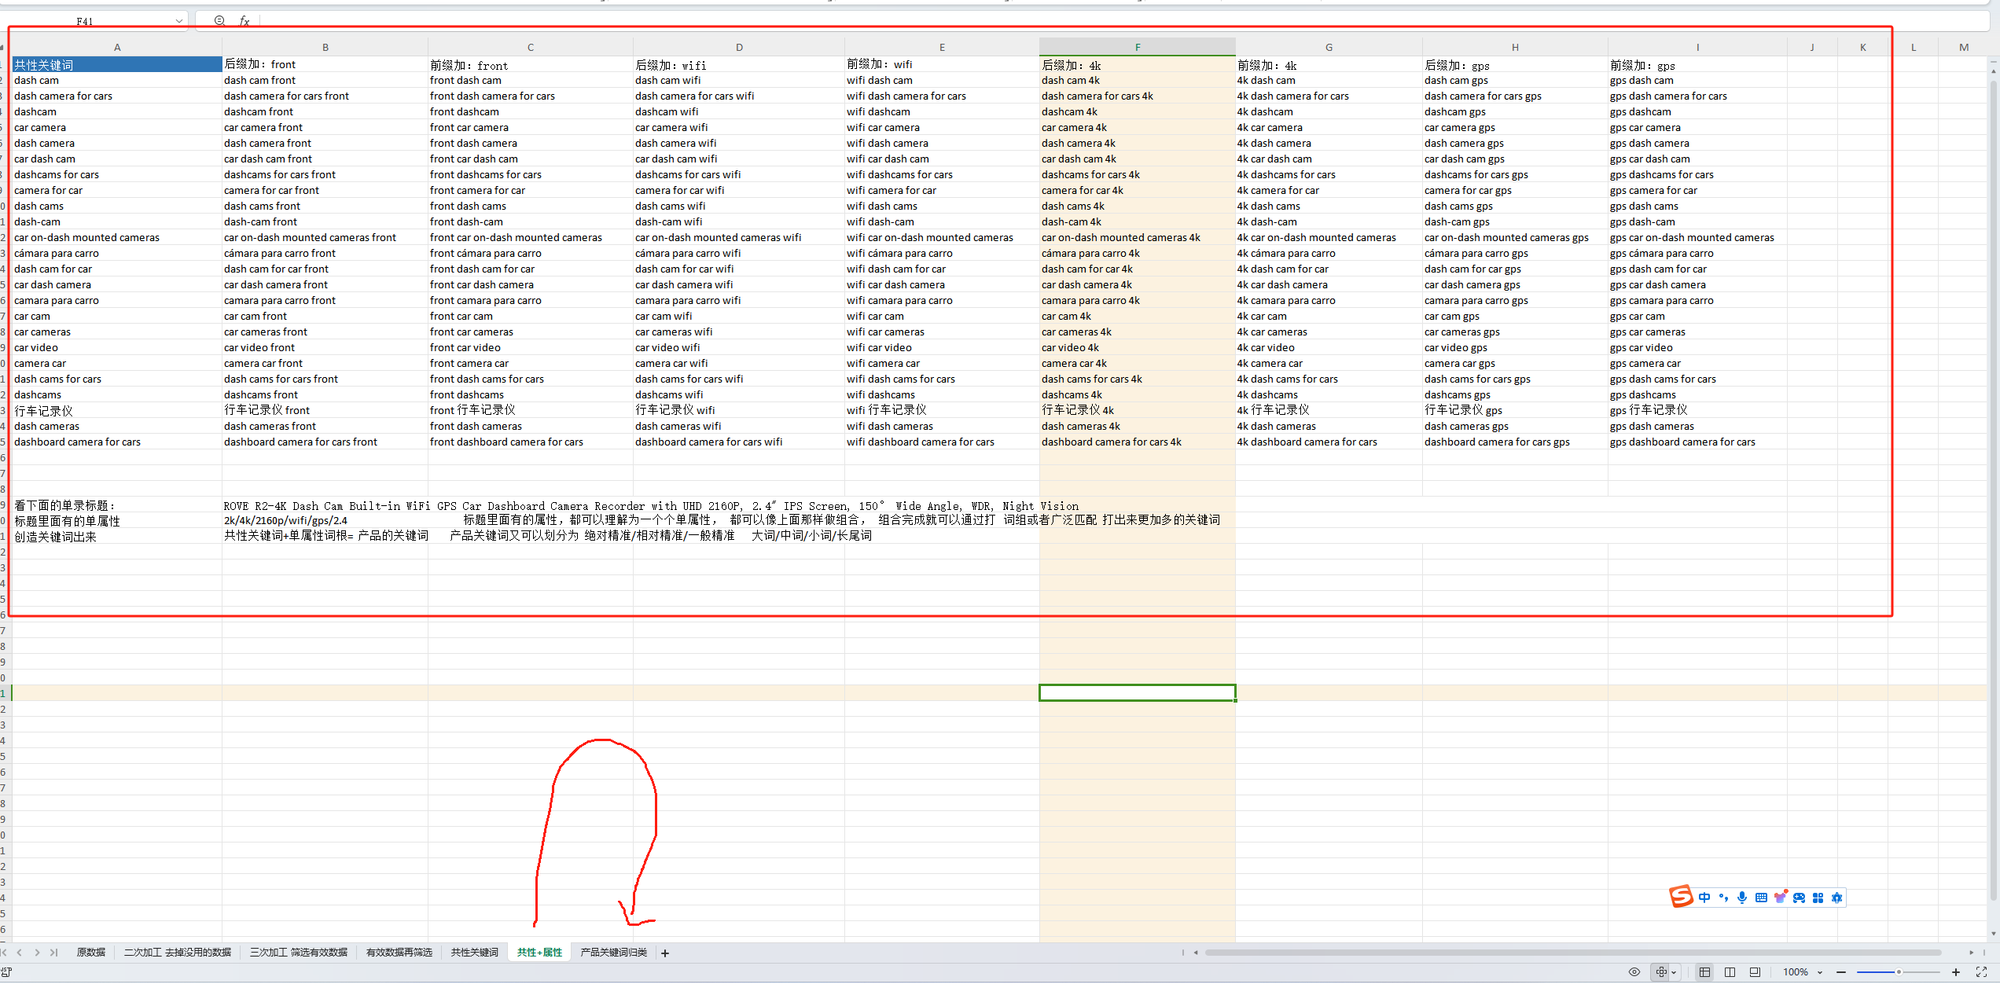 F41 fx
A B C D E F G H I J K L M
共性关键词 后缀加: front 前缀加: front 后缀加: wifi 前缀加: wifi 后缀加: 4k 前缀加: 4k 后缀加: gps 前缀加: gps
dash cam dash cam front front dash cam dash cam wifi wifi dash cam dash cam 4k 4k dash cam dash cam gps gps dash cam
dash camera for cars dash camera for cars front front dash camera for cars dash camera for cars wifi wifi dash camera for cars dash camera for cars 4k 4k dash camera for cars dash camera for cars gps gps dash camera for cars
dashcam dashcam front front dashcam dashcam wifi wifi dashcam dashcam 4k 4k dashcam dashcam gps gps dashcam
car camera car camera front front car camera car camera wifi wifi car camera car camera 4k 4k car camera car camera gps gps car camera
dash camera dash camera front front dash camera dash camera wifi wifi dash camera dash camera 4k 4k dash camera dash camera gps gps dash camera
car dash cam car dash cam front front car dash cam car dash cam wifi wifi car dash cam car dash cam 4k 4k car dash cam car dash cam gps gps car dash cam
dashcams for cars dashcams for cars front front dashcams for cars dashcams for cars wifi wifi dashcams for cars dashcams for cars 4k 4k dashcams for cars dashcams for cars gps gps dashcams for cars
camera for car camera for car front front camera for car camera for car wifi wifi camera for car camera for car 4k 4k camera for car camera for car gps gps camera for car
dash cams dash cams front front dash cams dash cams wifi wifi dash cams dash cams 4k 4k dash cams dash cams gps gps dash cams
dash-cam dash-cam front front dash-cam dash-cam wifi wifi dash-cam dash-cam 4k 4k dash-cam dash-cam gps gps dash-cam
car on-dash mounted cameras car on-dash mounted cameras front front car on-dash mounted cameras car on-dash mounted cameras wifi wifi car on-dash mounted cameras car on-dash mounted cameras 4k 4k car on-dash mounted cameras car on-dash mounted cameras gps gps car on-dash mounted cameras
cámara para carro cámara para carro front front cámara para carro cámara para carro wifi wifi cámara para carro cámara para carro 4k 4k cámara para carro cámara para carro gps gps cámara para carro
dash cam for car dash cam for car front front dash cam for car dash cam for car wifi wifi dash cam for car dash cam for car 4k 4k dash cam for car dash cam for car gps gps dash cam for car
car dash camera car dash camera front front car dash camera car dash camera wifi wifi car dash camera car dash camera 4k 4k car dash camera car dash camera gps gps car dash camera
camara para carro camara para carro front front camara para carro camara para carro wifi wifi camara para carro camara para carro 4k 4k camara para carro camara para carro gps gps camara para carro
car cam car cam front front car cam car cam wifi wifi car cam car cam 4k 4k car cam car cam gps gps car cam
car cameras car cameras front front car cameras car cameras wifi wifi car cameras car cameras 4k 4k car cameras car cameras gps gps car cameras
car video car video front front car video car video wifi wifi car video car video 4k 4k car video car video gps gps car video
camera car camera car front front camera car camera car wifi wifi camera car camera car 4k 4k camera car camera car gps gps camera car
dash cams for cars dash cams for cars front front dash cams for cars dash cams for cars wifi wifi dash cams for cars dash cams for cars 4k 4k dash cams for cars dash cams for cars gps gps dash cams for cars
dashcams dashcams front front dashcams dashcams wifi wifi dashcams dashcams 4k 4k dashcams dashcams gps gps dashcams
行车记录仪 行车记录仪 front front 行车记录仪 行车记录仪 wifi wifi 行车记录仪 行车记录仪 4k 4k 行车记录仪 行车记录仪 gps gps 行车记录仪
dash cameras dash cameras front front dash cameras dash cameras wifi wifi dash cameras dash cameras 4k 4k dash cameras dash cameras gps gps dash cameras
dashboard camera for cars dashboard camera for cars front front dashboard camera for cars dashboard camera for cars wifi wifi dashboard camera for cars dashboard camera for cars 4k 4k dashboard camera for cars dashboard camera for cars gps gps dashboard camera for cars
看下面的单录标题: ROVE R2-4K Dash Cam Built-in WiFi GPS Car Dashboard Camera Recorder with UHD 2160P, 2.4" IPS Screen, 150° Wide Angle, WDR, Night Vision
标题里面有的单属性 2k/4k/2160p/wifi/gps/2.4 标题里面有的属性，都可以理解为一个个单属性， 都可以像上面那样做组合， 组合完成就可以通过打 词组或者广泛匹配 打出来更加多的关键词
创造关键词出来 共性关键词+单属性词根= 产品的关键词 产品关键词又可以划分为 绝对精准/相对精准/一般精准 大词/中词/小词/长尾词
中
原数据 二次加工 去掉没用的数据 三次加工 筛选有效数据 有效数据再筛选 共性关键词 共性+属性 产品关键词归类 +
100%